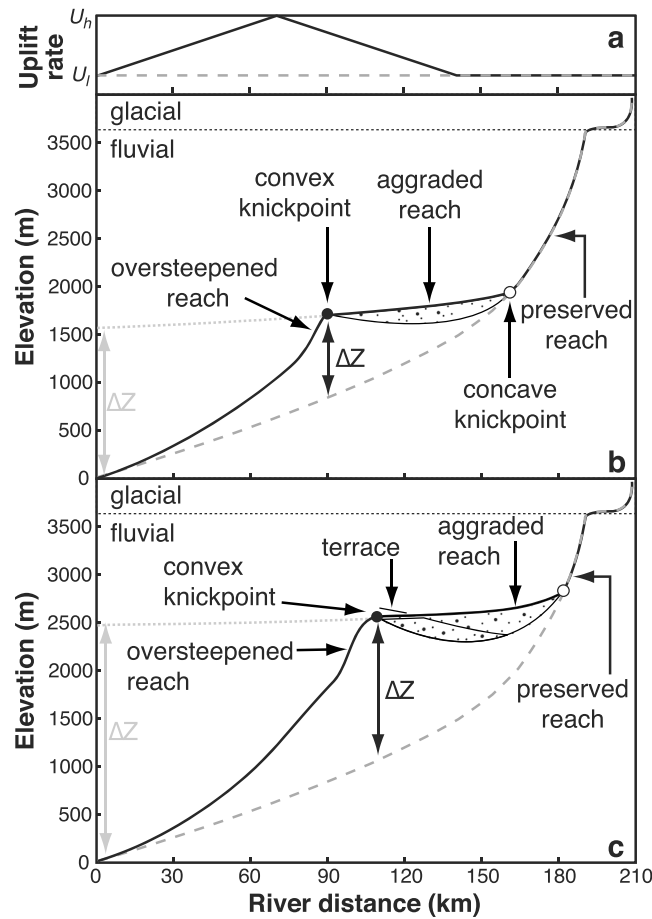 Uplift
rate
U_h
U_l
a
glacial
fluvial
Elevation (m)
3500
3000
2500
2000
1500
1000
500
0
convex
knickpoint
aggraded
reach
oversteepened
reach
preserved
reach
ΔZ
ΔZ
concave
knickpoint
b
glacial
fluvial
Elevation (m)
3500
3000
2500
2000
1500
1000
500
0
terrace
aggraded
reach
convex
knickpoint
oversteepened
reach
preserved
reach
ΔZ
ΔZ
c
0 30 60 90 120 150 180 210
River distance (km)